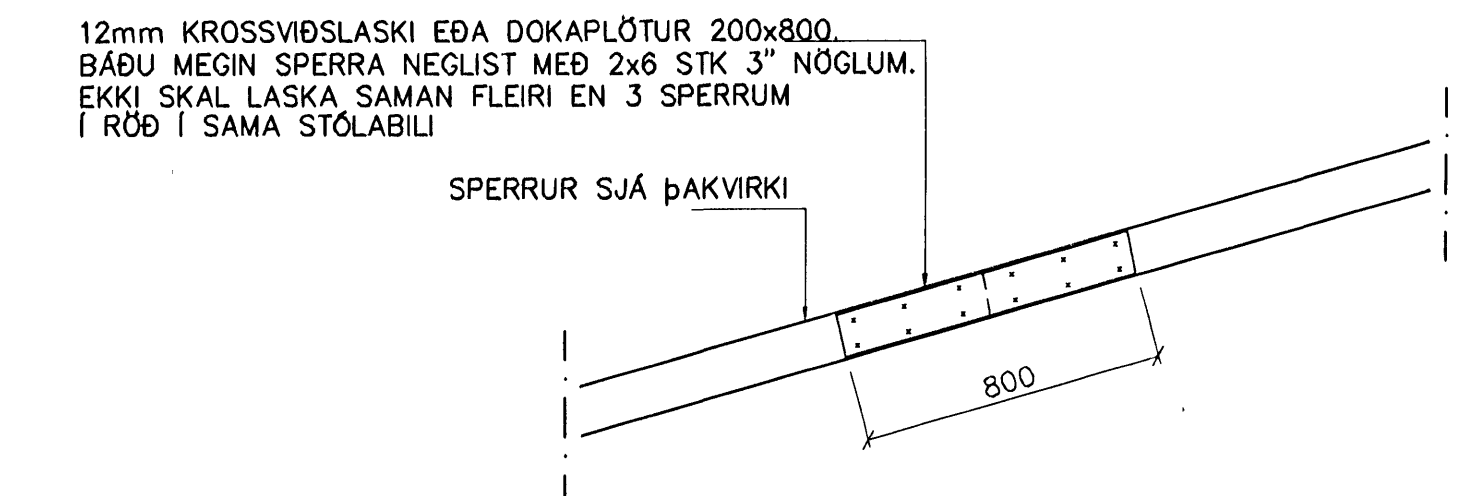 12mm KROSSVIÐSLASKI EÐA DOKAPLÖTUR 200x800.
BÁÐU MEGIN SPERRA NEGLIST MEÐ 2x6 STK 3" NÖGLUM.
EKKI SKAL LASKA SAMAN FLEIRI EN 3 SPERRUM
Í RÖÐ Í SAMA STÓLABILI
SPERRUR SJÁ ÞAKVIRKI
800